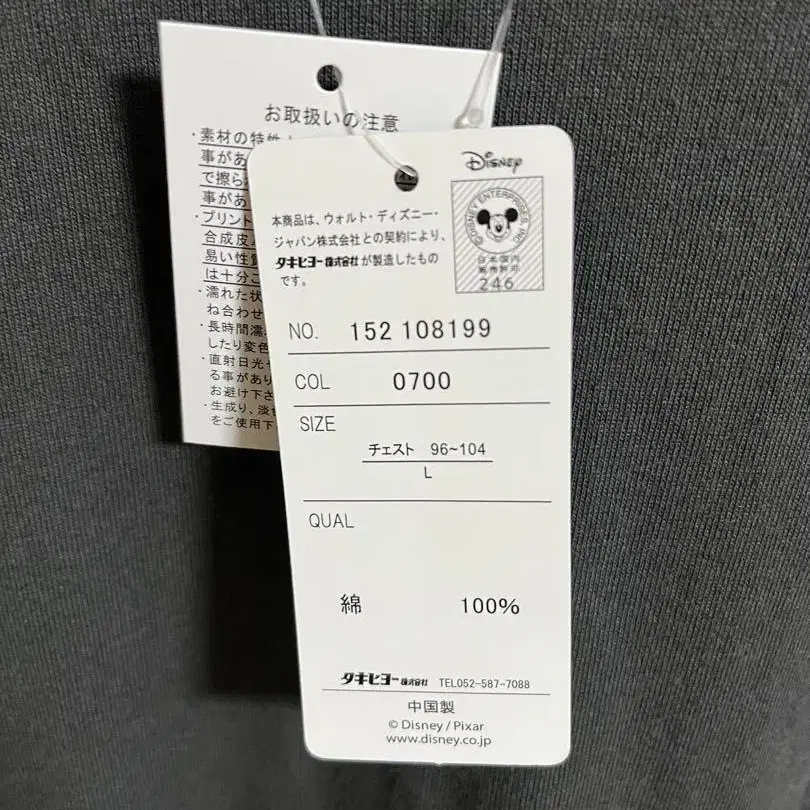 お取扱いの注意
・素材の特性
事があ
で擦ら
事があ
・プリント
合成皮
易い性質
は十分ご
・濡れた状
ね合わせ
・長時間濡
したり変色
・直射日光
る事があり
お避け下さ
・生成り、淡色
をご使用下
Disney
©DISNEY ENTERPRISES, INC.
日本国内
販売許可
246
本商品は、ウォルト・ディズニー・
ジャパン株式会社との契約により、
タキヒヨー株式会社が製造したもの
です。
NO. 152 108199
COL 0700
SIZE
チェスト 96~104
L
QUAL
綿 100%
タキヒヨー株式会社 TEL052-587-7088
中国製
© Disney / Pixar
www.disney.co.jp